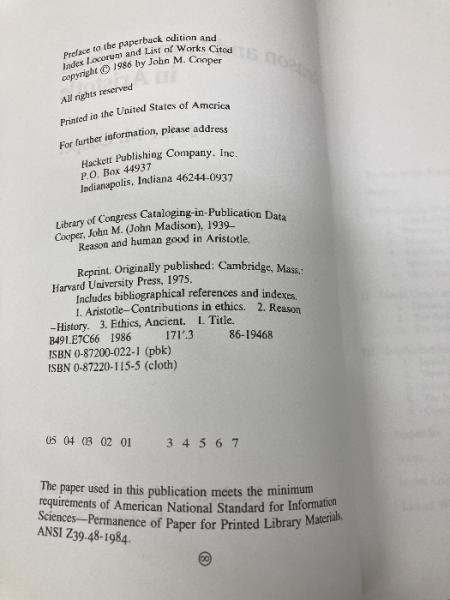 Preface to the paperback edition and
Index Locorum and List of Works Cited
copyright © 1986 by John M. Cooper
All rights reserved
Printed in the United States of America
For further information, please address
Hackett Publishing Company, Inc.
P.O. Box 44937
Indianapolis, Indiana 46244-0937
Library of Congress Cataloging-in-Publication Data
Cooper, John M. (John Madison), 1939–
Reason and human good in Aristotle.
Reprint. Originally published: Cambridge, Mass.:
Harvard University Press, 1975.
Includes bibliographical references and indexes.
1. Aristotle—Contributions in ethics. 2. Reason
—History. 3. Ethics, Ancient. I. Title.
B491.E7C66 1986 171'.3 86-19468
ISBN 0-87200-022-1 (pbk)
ISBN 0-87220-115-5 (cloth)
05 04 03 02 01 3 4 5 6 7
The paper used in this publication meets the minimum
requirements of American National Standard for Information
Sciences—Permanence of Paper for Printed Library Materials,
ANSI Z39.48-1984.